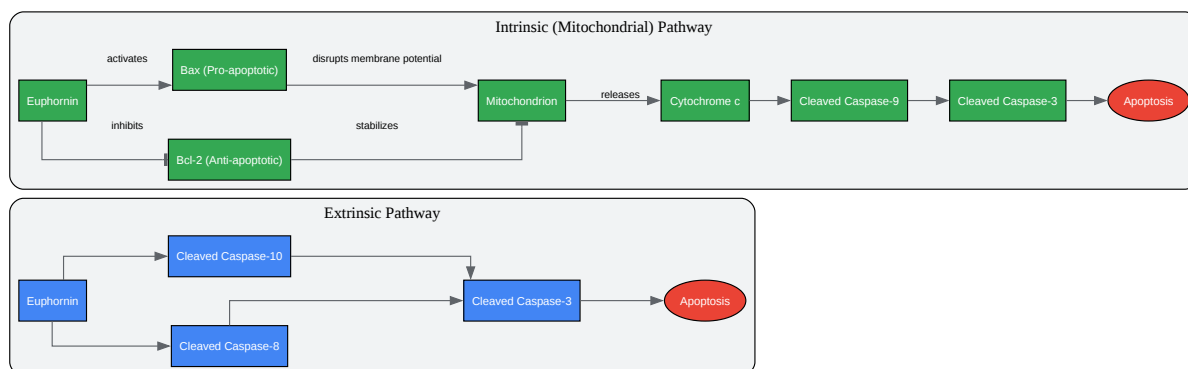 Intrinsic (Mitochondrial) Pathway
activates
Bax (Pro-apoptotic)
disrupts membrane potential
Euphornin
Mitochondrion
releases
Cytochrome c
Cleaved Caspase-9
Cleaved Caspase-3
Apoptosis
inhibits
stabilizes
Bcl-2 (Anti-apoptotic)
Extrinsic Pathway
Cleaved Caspase-10
Euphornin
Cleaved Caspase-3
Apoptosis
Cleaved Caspase-8